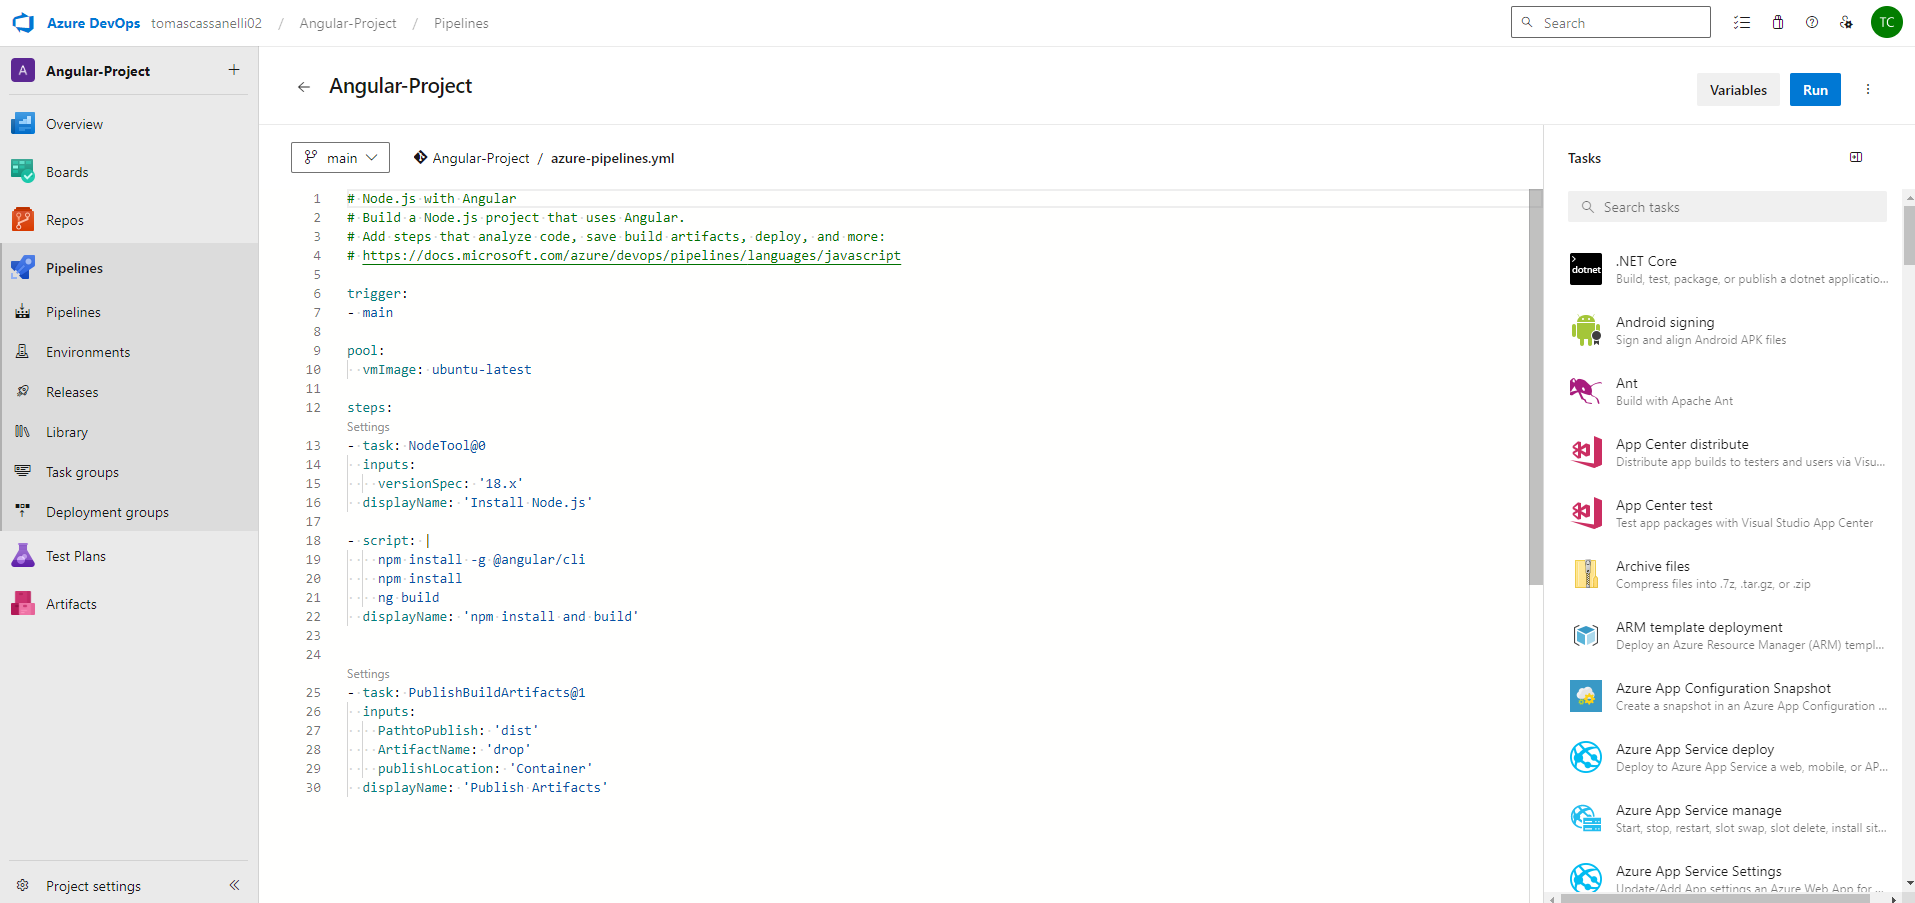 Azure DevOps tomascassanelli02 / Angular-Project / Pipelines
Search
TC
A Angular-Project +
Overview
Boards
Repos
Pipelines
Pipelines
Environments
Releases
Library
Task groups
Deployment groups
Test Plans
Artifacts
Project settings
Angular-Project
Variables
Run
main
Angular-Project / azure-pipelines.yml
1 # Node.js with Angular
2 # Build a Node.js project that uses Angular.
3 # Add steps that analyze code, save build artifacts, deploy, and more:
4 # https://docs.microsoft.com/azure/devops/pipelines/languages/javascript
5
6 trigger:
7 - main
8
9 pool:
10   vmImage: ubuntu-latest
11
12 steps:
Settings
13 - task: NodeTool@0
14   inputs:
15     versionSpec: '18.x'
16   displayName: 'Install Node.js'
17
18 - script: |
19     npm install -g @angular/cli
20     npm install
21     ng build
22   displayName: 'npm install and build'
23
24
Settings
25 - task: PublishBuildArtifacts@1
26   inputs:
27     PathtoPublish: 'dist'
28     ArtifactName: 'drop'
29     publishLocation: 'Container'
30   displayName: 'Publish Artifacts'
Tasks
Search tasks
dotnet
.NET Core
Build, test, package, or publish a dotnet applicatio...
Android signing
Sign and align Android APK files
Ant
Build with Apache Ant
App Center distribute
Distribute app builds to testers and users via Visu...
App Center test
Test app packages with Visual Studio App Center
Archive files
Compress files into .7z, .tar.gz, or .zip
ARM template deployment
Deploy an Azure Resource Manager (ARM) templ...
Azure App Configuration Snapshot
Create a snapshot in an Azure App Configuration ...
Azure App Service deploy
Deploy to Azure App Service a web, mobile, or AP...
Azure App Service manage
Start, stop, restart, slot swap, slot delete, install sit...
Azure App Service Settings
Update/Add App settings an Azure Web App for ...